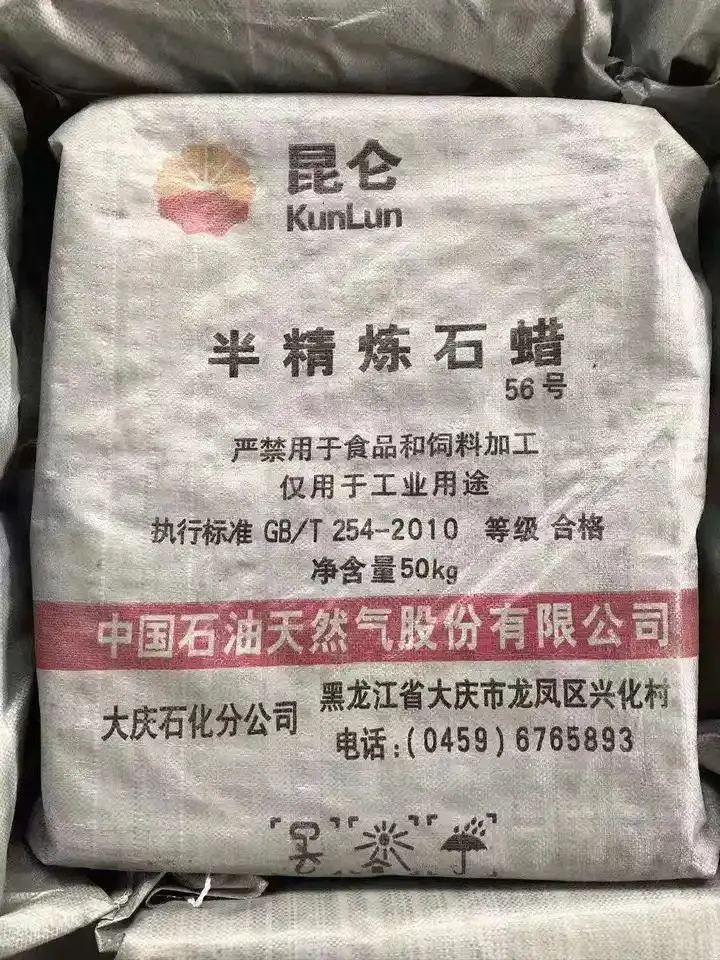 昆仑
KunLun
半精炼石蜡
56号
严禁用于食品和饲料加工
仅用于工业用途
执行标准 GB/T 254-2010 等级 合格
净含量50kg
中国石油天然气股份有限公司
大庆石化分公司
黑龙江省大庆市龙凤区兴化村
电话:(0459)6765893